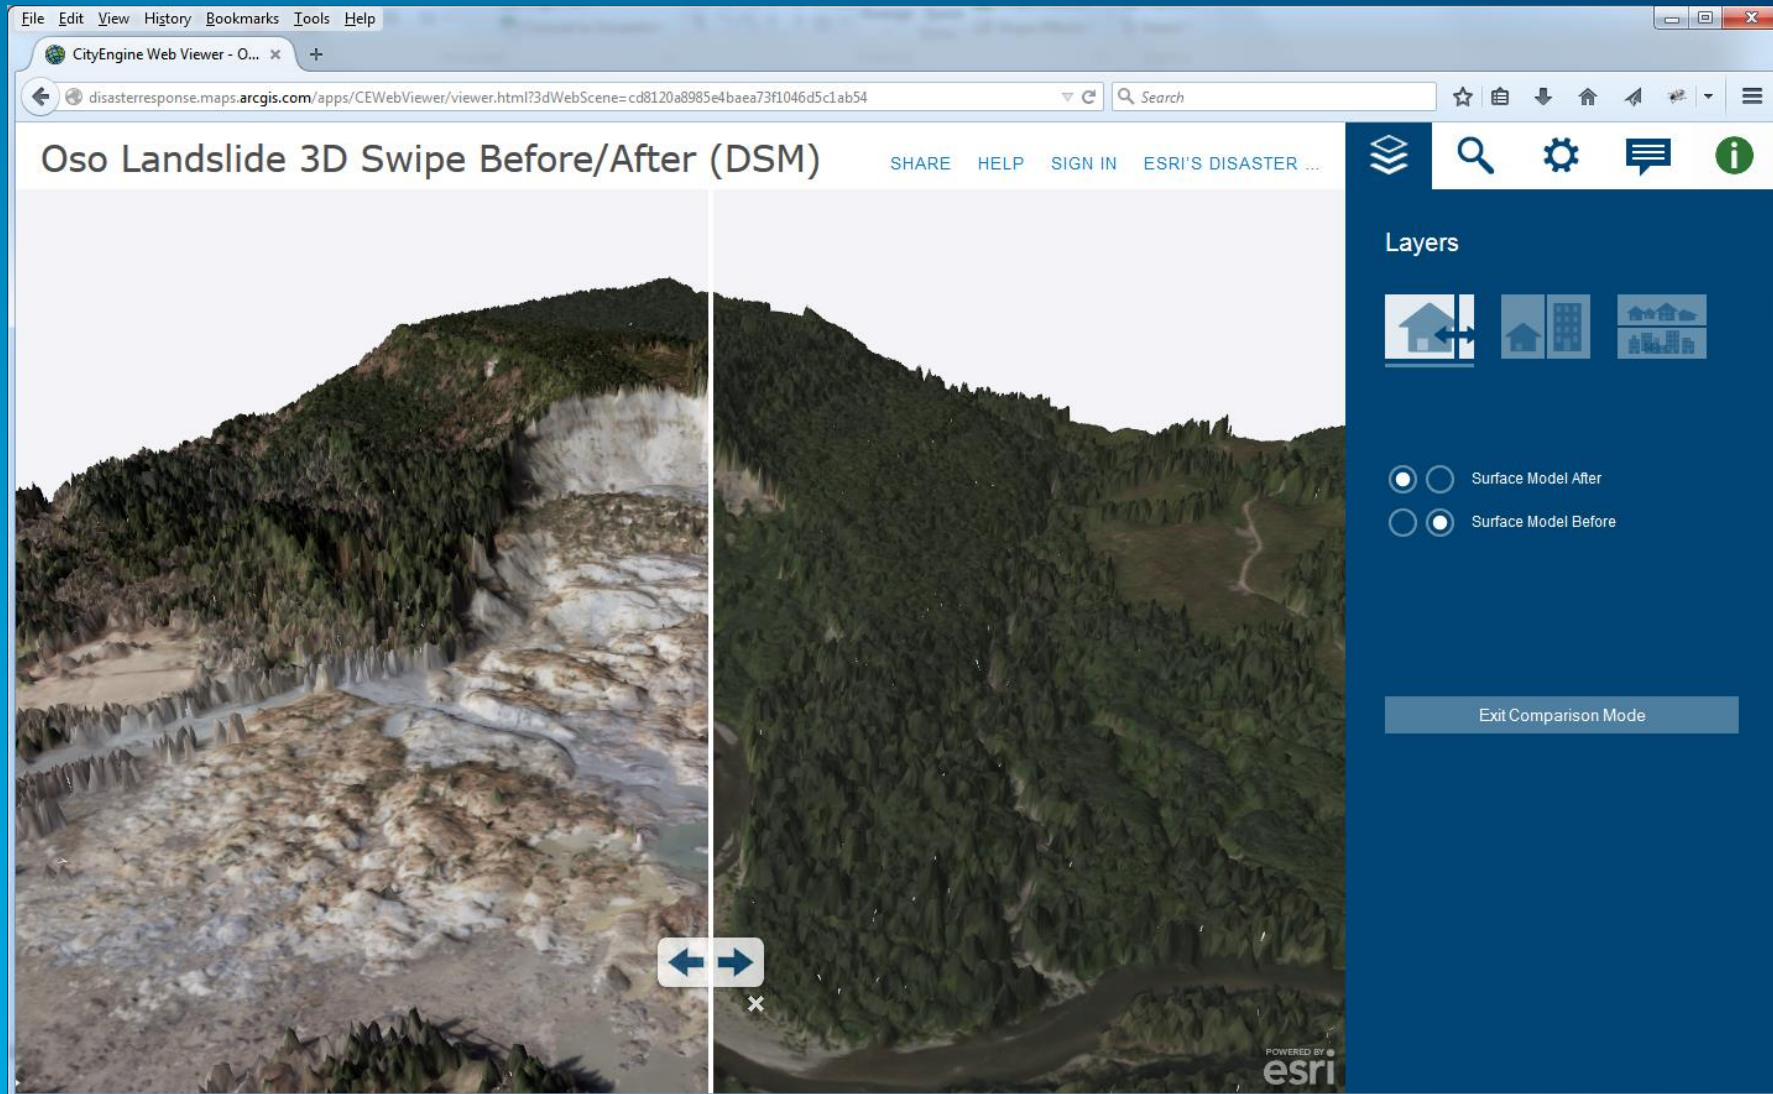 File Edit View History Bookmarks Tools Help
CityEngine Web Viewer - O...
disasterresponse.maps.arcgis.com/apps/CEWebViewer/viewer.html?3dWebScene=cd8120a8985e4baea73f1046d5c1ab54
Search
Oso Landslide 3D Swipe Before/After (DSM)
SHARE HELP SIGN IN ESRI'S DISASTER ...
Layers
Surface Model After
Surface Model Before
Exit Comparison Mode
POWERED BY
esri